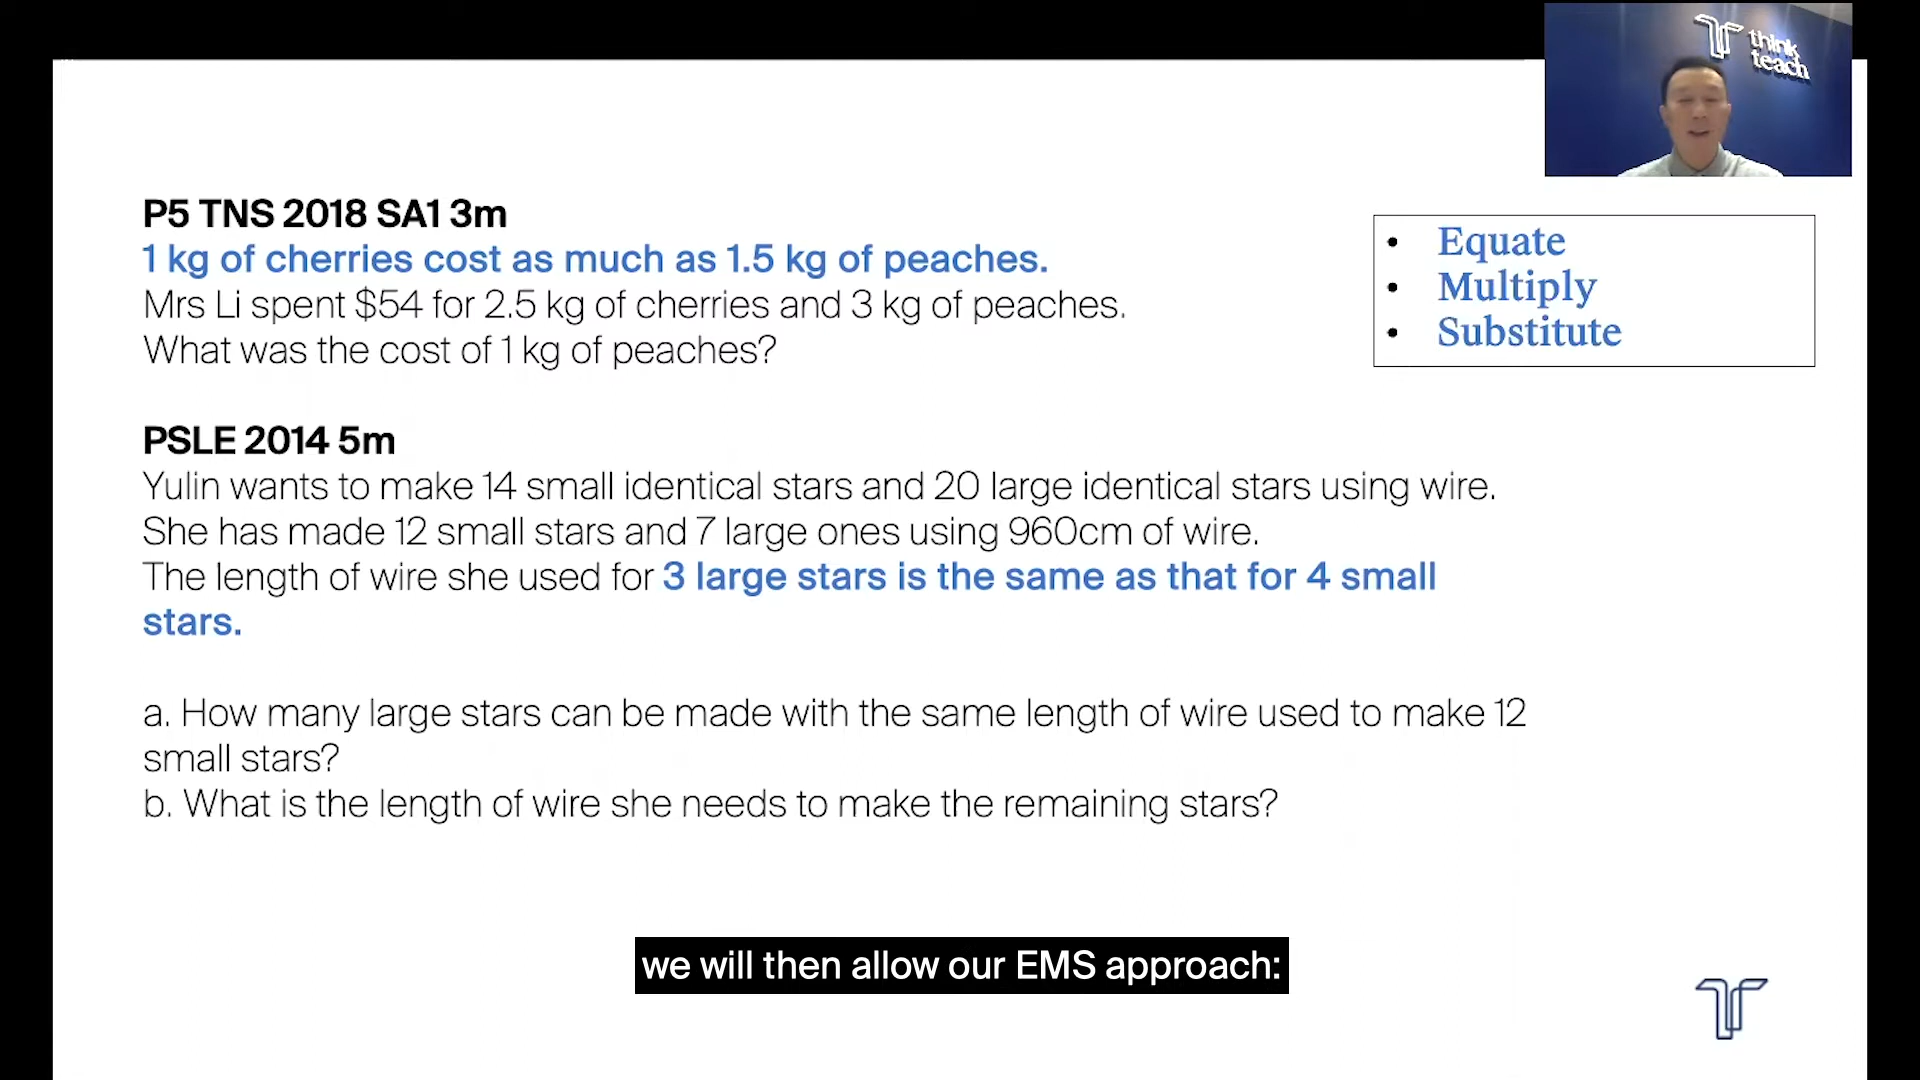 think
teach
P5 TNS 2018 SA1 3m
1 kg of cherries cost as much as 1.5 kg of peaches.
Mrs Li spent $54 for 2.5 kg of cherries and 3 kg of peaches.
What was the cost of 1 kg of peaches?
• Equate
• Multiply
• Substitute
PSLE 2014 5m
Yulin wants to make 14 small identical stars and 20 large identical stars using wire.
She has made 12 small stars and 7 large ones using 960cm of wire.
The length of wire she used for 3 large stars is the same as that for 4 small
stars.
a. How many large stars can be made with the same length of wire used to make 12
small stars?
b. What is the length of wire she needs to make the remaining stars?
we will then allow our EMS approach: